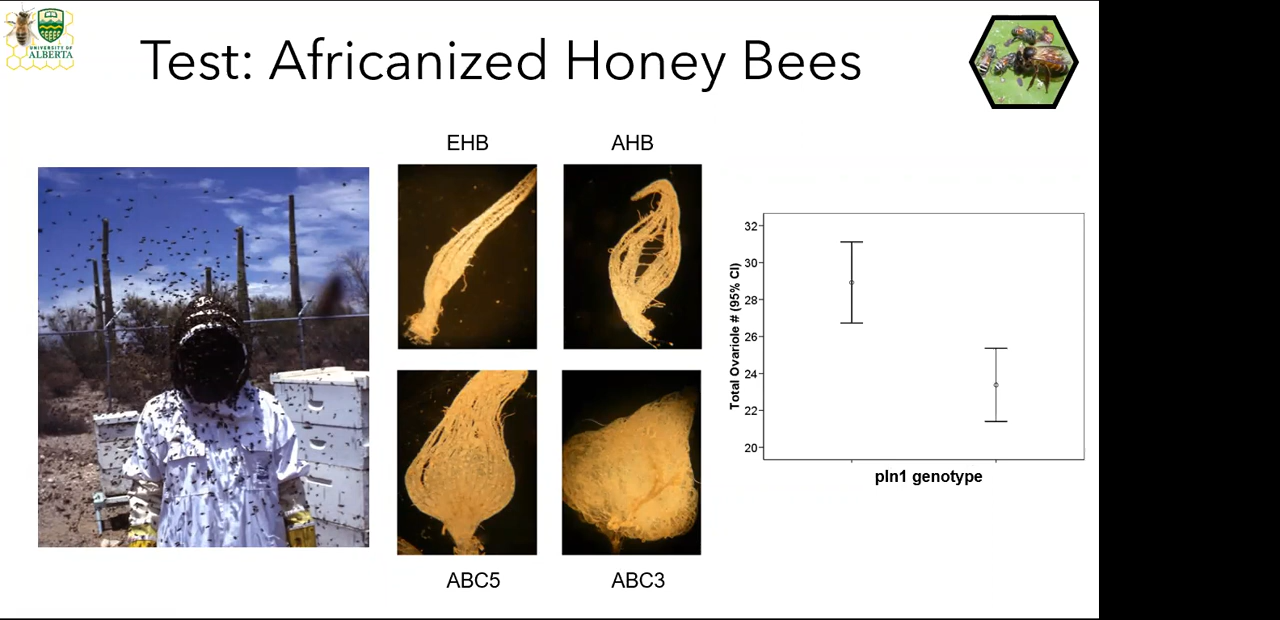 UNIVERSITY OF
ALBERTA
Test: Africanized Honey Bees
EHB
AHB
ABC5
ABC3
Total Ovariole # (95% CI)
32
30
28
26
24
22
20
pln1 genotype